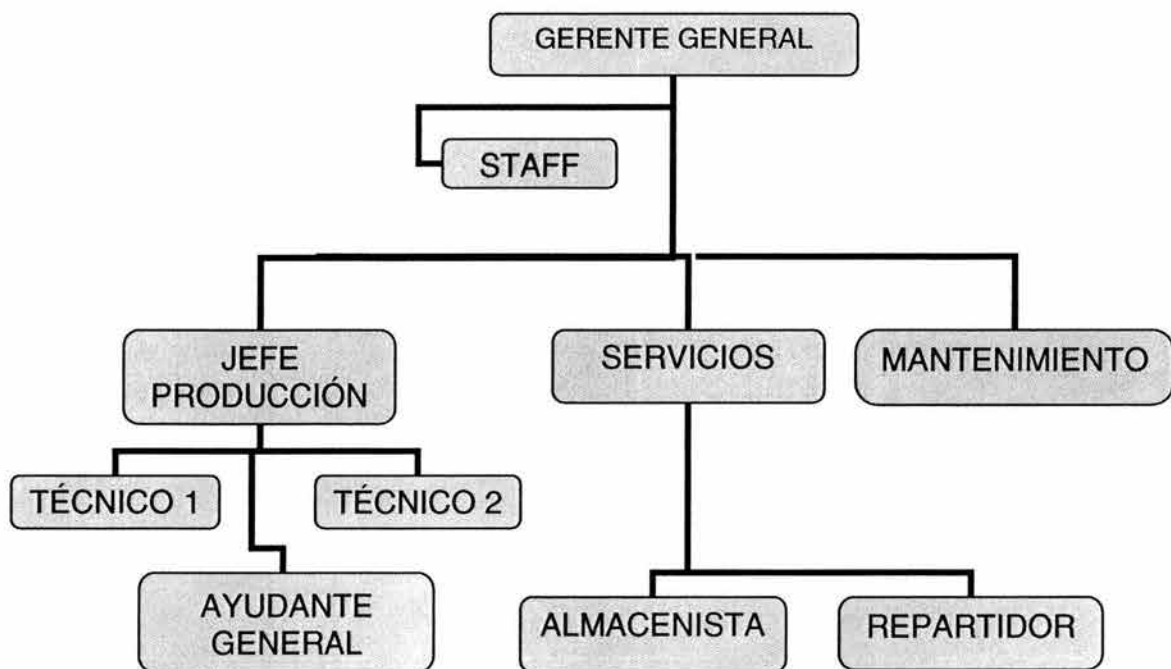 GERENTE GENERAL
STAFF
JEFE
PRODUCCIÓN
SERVICIOS
MANTENIMIENTO
TÉCNICO 1
TÉCNICO 2
AYUDANTE
GENERAL
ALMACENISTA
REPARTIDOR